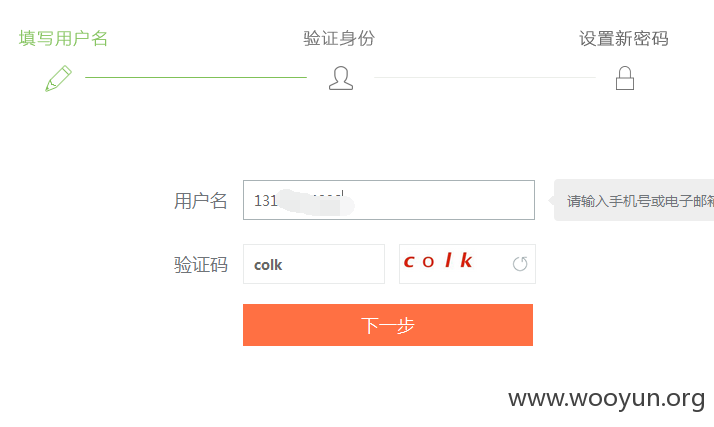 填写用户名 验证身份 设置新密码
用户名 131 请输入手机号或电子邮箱
验证码 colk colk
下一步
www.wooyun.org